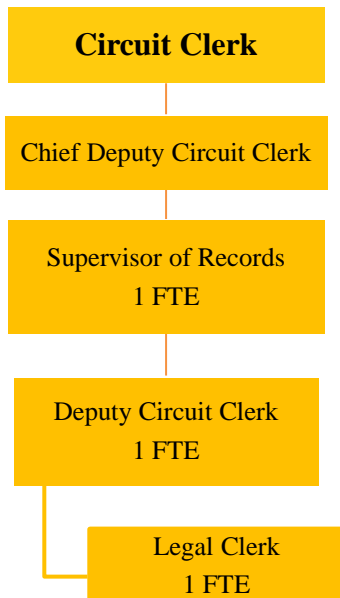 Circuit Clerk
Chief Deputy Circuit Clerk
Supervisor of Records
1 FTE
Deputy Circuit Clerk
1 FTE
Legal Clerk
1 FTE